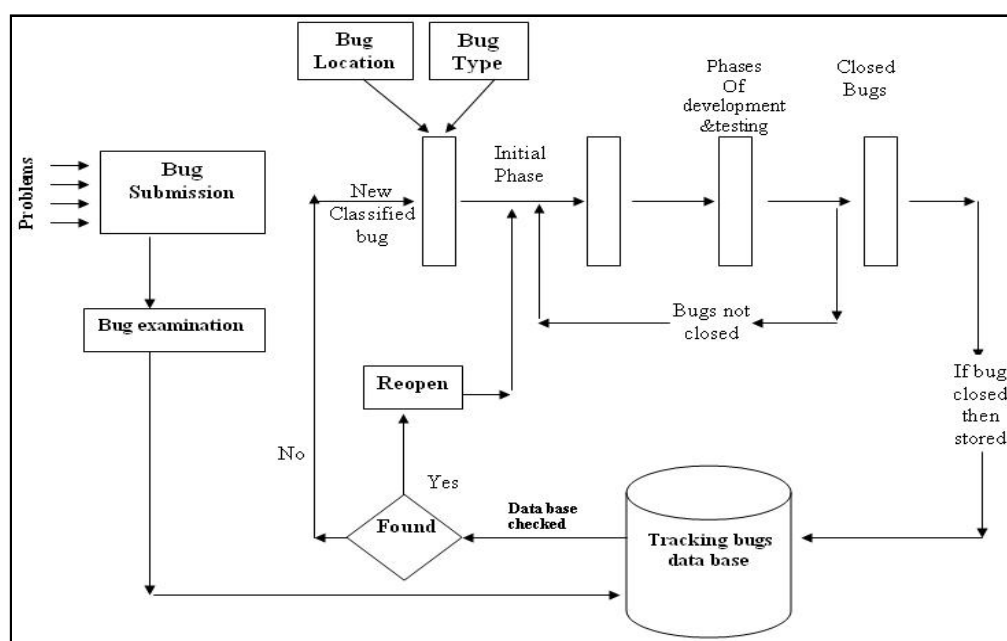 Bug
Location
Bug
Type
Phases
Of
development
&testing
Closed
Bugs
Problems
Bug
Submission
Initial
Phase
New
Classified
bug
Bug examination
Bugs not
closed
Reopen
If bug
closed
then
stored
No
Yes
Data base
checked
Found
Tracking bugs
data base